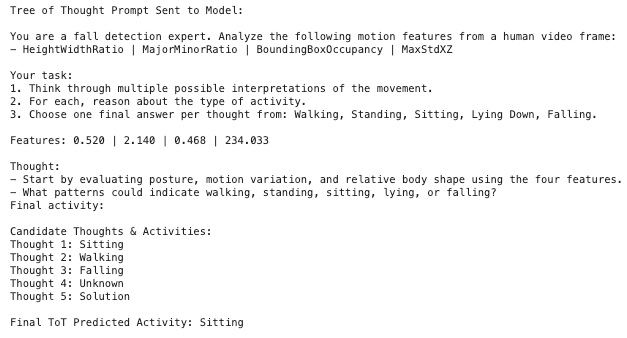 Tree of Thought Prompt Sent to Model:
You are a fall detection expert. Analyze the following motion features from a human video frame:
– HeightWidthRatio | MajorMinorRatio | BoundingBoxOccupancy | MaxStdXZ
Your task:
1. Think through multiple possible interpretations of the movement.
2. For each, reason about the type of activity.
3. Choose one final answer per thought from: Walking, Standing, Sitting, Lying Down, Falling.
Features: 0.520 | 2.140 | 0.468 | 234.033
Thought:
– Start by evaluating posture, motion variation, and relative body shape using the four features.
– What patterns could indicate walking, standing, sitting, lying, or falling?
Final activity:
Candidate Thoughts & Activities:
Thought 1: Sitting
Thought 2: Walking
Thought 3: Falling
Thought 4: Unknown
Thought 5: Solution
Final ToT Predicted Activity: Sitting